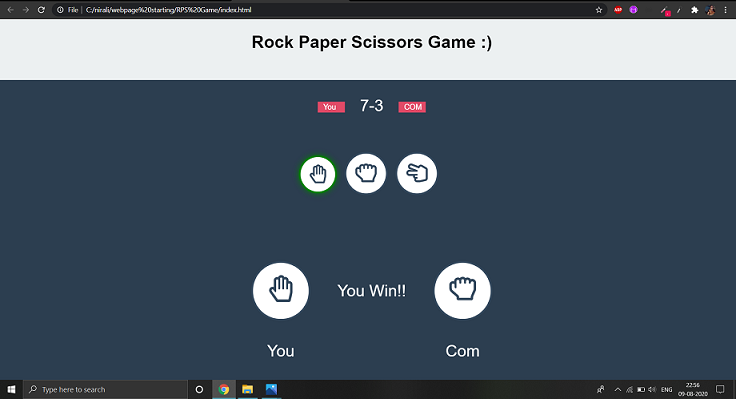 File C:/nirali/webpage%20starting/RPS%20Game/index.html
Rock Paper Scissors Game :)
You 7-3 COM
You Win!!
You Com
Type here to search
ENG
22:56
09-08-2020